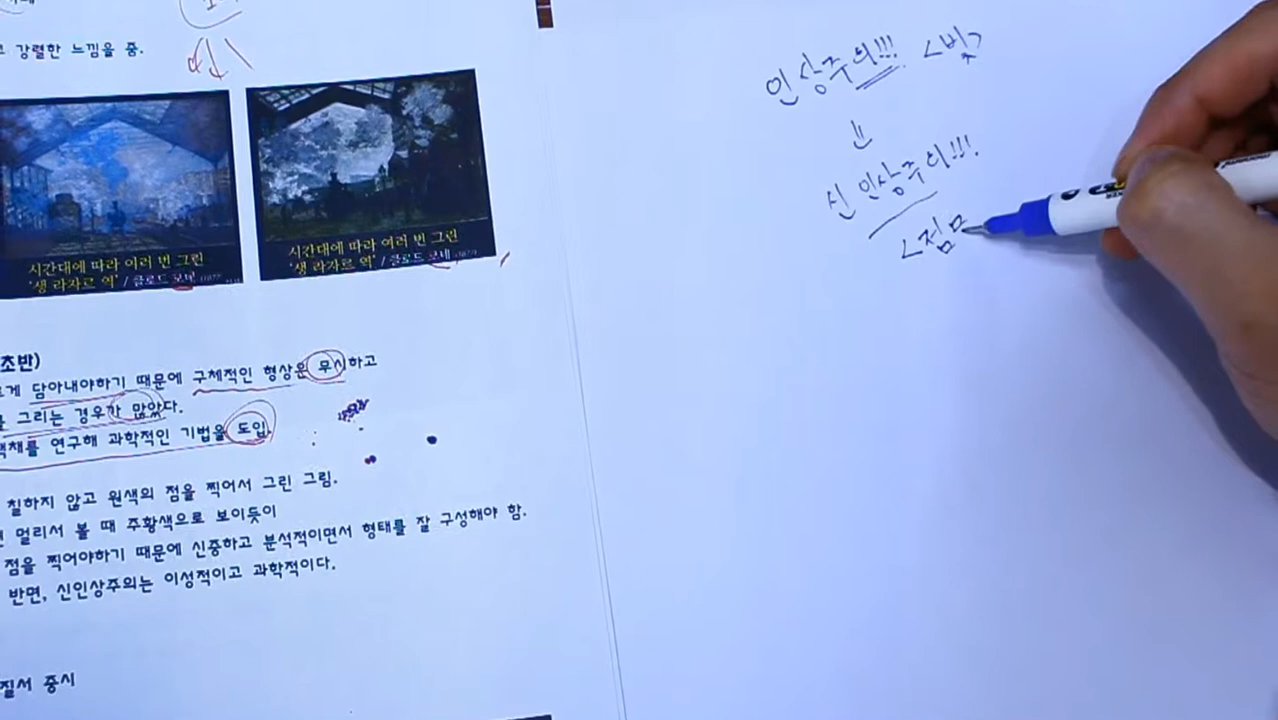 강렬한 느낌을 줌.
시간대에 따라 여러 번 그린
'생 라자르 역' / 클로드 모네
시간대에 따라 여러 번 그린
'생 라자르 역' / 클로드 모네
초반)
게 담아내야하기 때문에 구체적인 형상은 무시하고
그리는 경우가 많았다.
색채를 연구해 과학적인 기법을 도입.
칠하지 않고 원색의 점을 찍어서 그린 그림.
멀리서 볼 때 주황색으로 보이듯이
점을 찍어야하기 때문에 신중하고 분석적이면서 형태를 잘 구성해야 함.
반면, 신인상주의는 이성적이고 과학적이다.
질서 중시
인상주의!!! <빛>
신인상주의!!!
<점